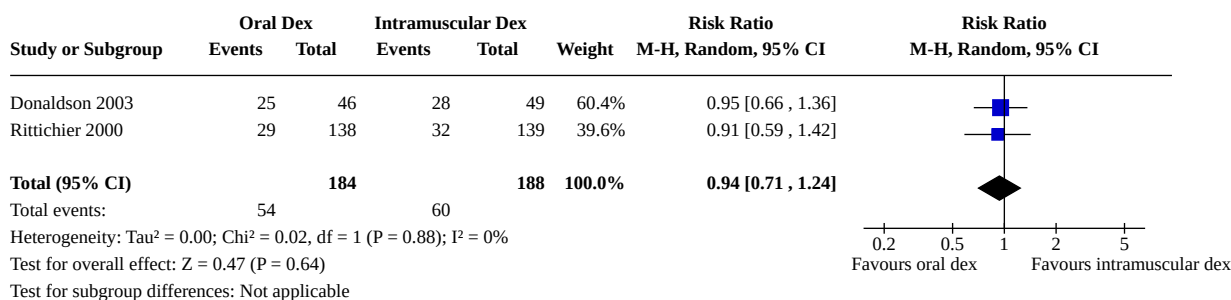 Oral Dex Intramuscular Dex Risk Ratio Risk Ratio
Study or Subgroup Events Total Events Total Weight M-H, Random, 95% CI M-H, Random, 95% CI
Donaldson 2003 25 46 28 49 60.4% 0.95 [0.66 , 1.36]
Rittichier 2000 29 138 32 139 39.6% 0.91 [0.59 , 1.42]
Total (95% CI) 184 188 100.0% 0.94 [0.71 , 1.24]
Total events: 54 60
Heterogeneity: Tau² = 0.00; Chi² = 0.02, df = 1 (P = 0.88); I² = 0%
0.2 0.5 1 2 5
Test for overall effect: Z = 0.47 (P = 0.64) Favours oral dex Favours intramuscular dex
Test for subgroup differences: Not applicable